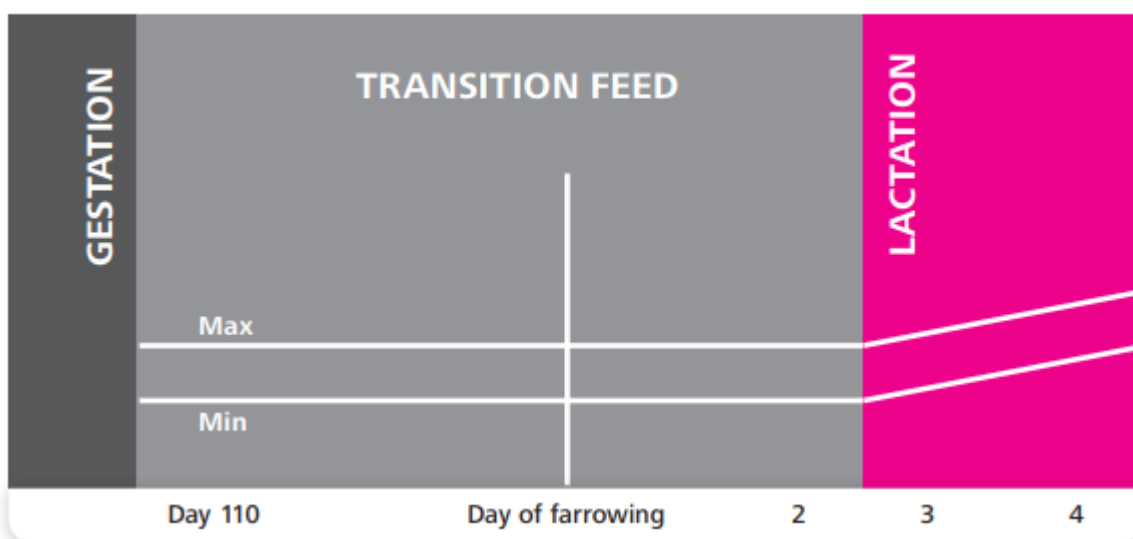 GESTATION
TRANSITION FEED
LACTATION
Max
Min
Day 110
Day of farrowing
2
3
4